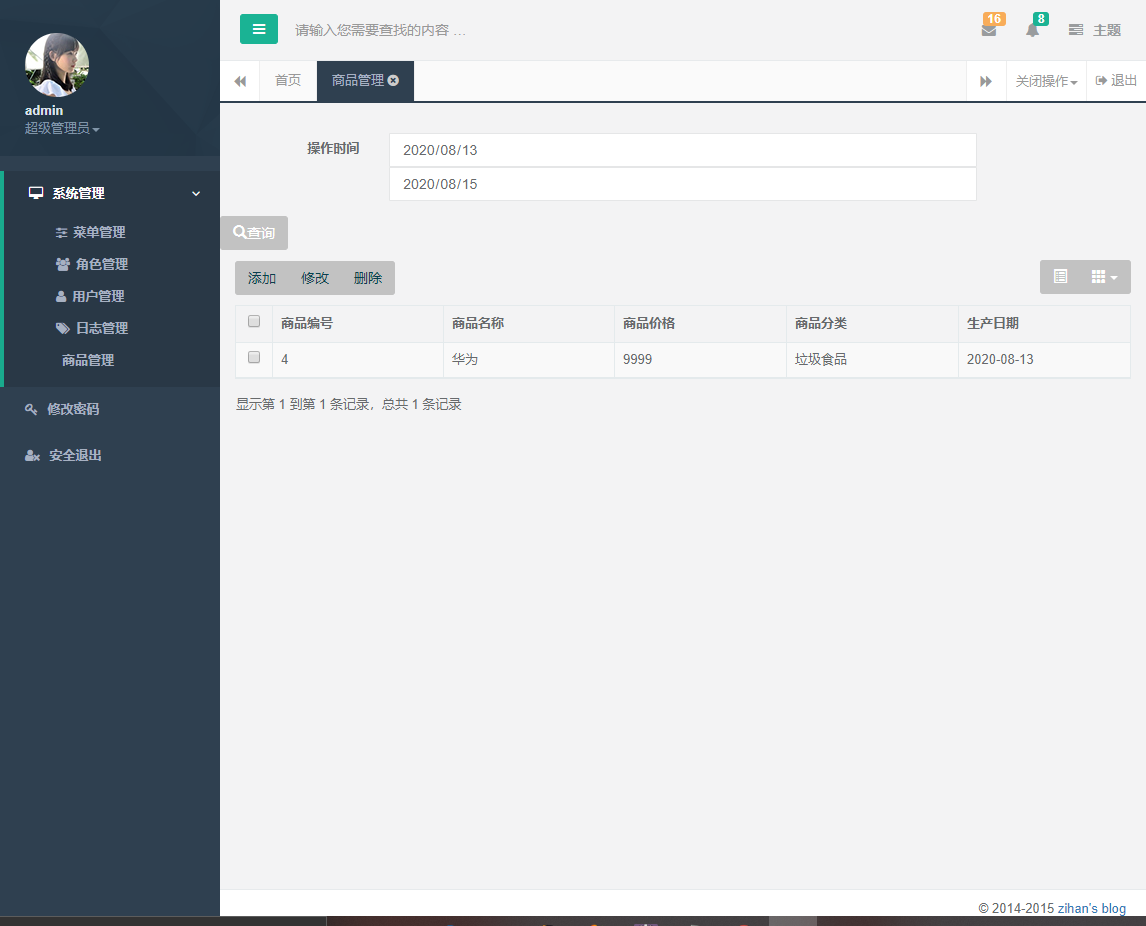 请输入您需要查找的内容 …
16
8
主题
首页
商品管理
关闭操作
退出
admin
超级管理员
系统管理
菜单管理
角色管理
用户管理
日志管理
商品管理
修改密码
安全退出
操作时间
2020/08/13
2020/08/15
查询
添加 修改 删除
商品编号 商品名称 商品价格 商品分类 生产日期
4 华为 9999 垃圾食品 2020-08-13
显示第 1 到第 1 条记录，总共 1 条记录
© 2014-2015 zihan's blog